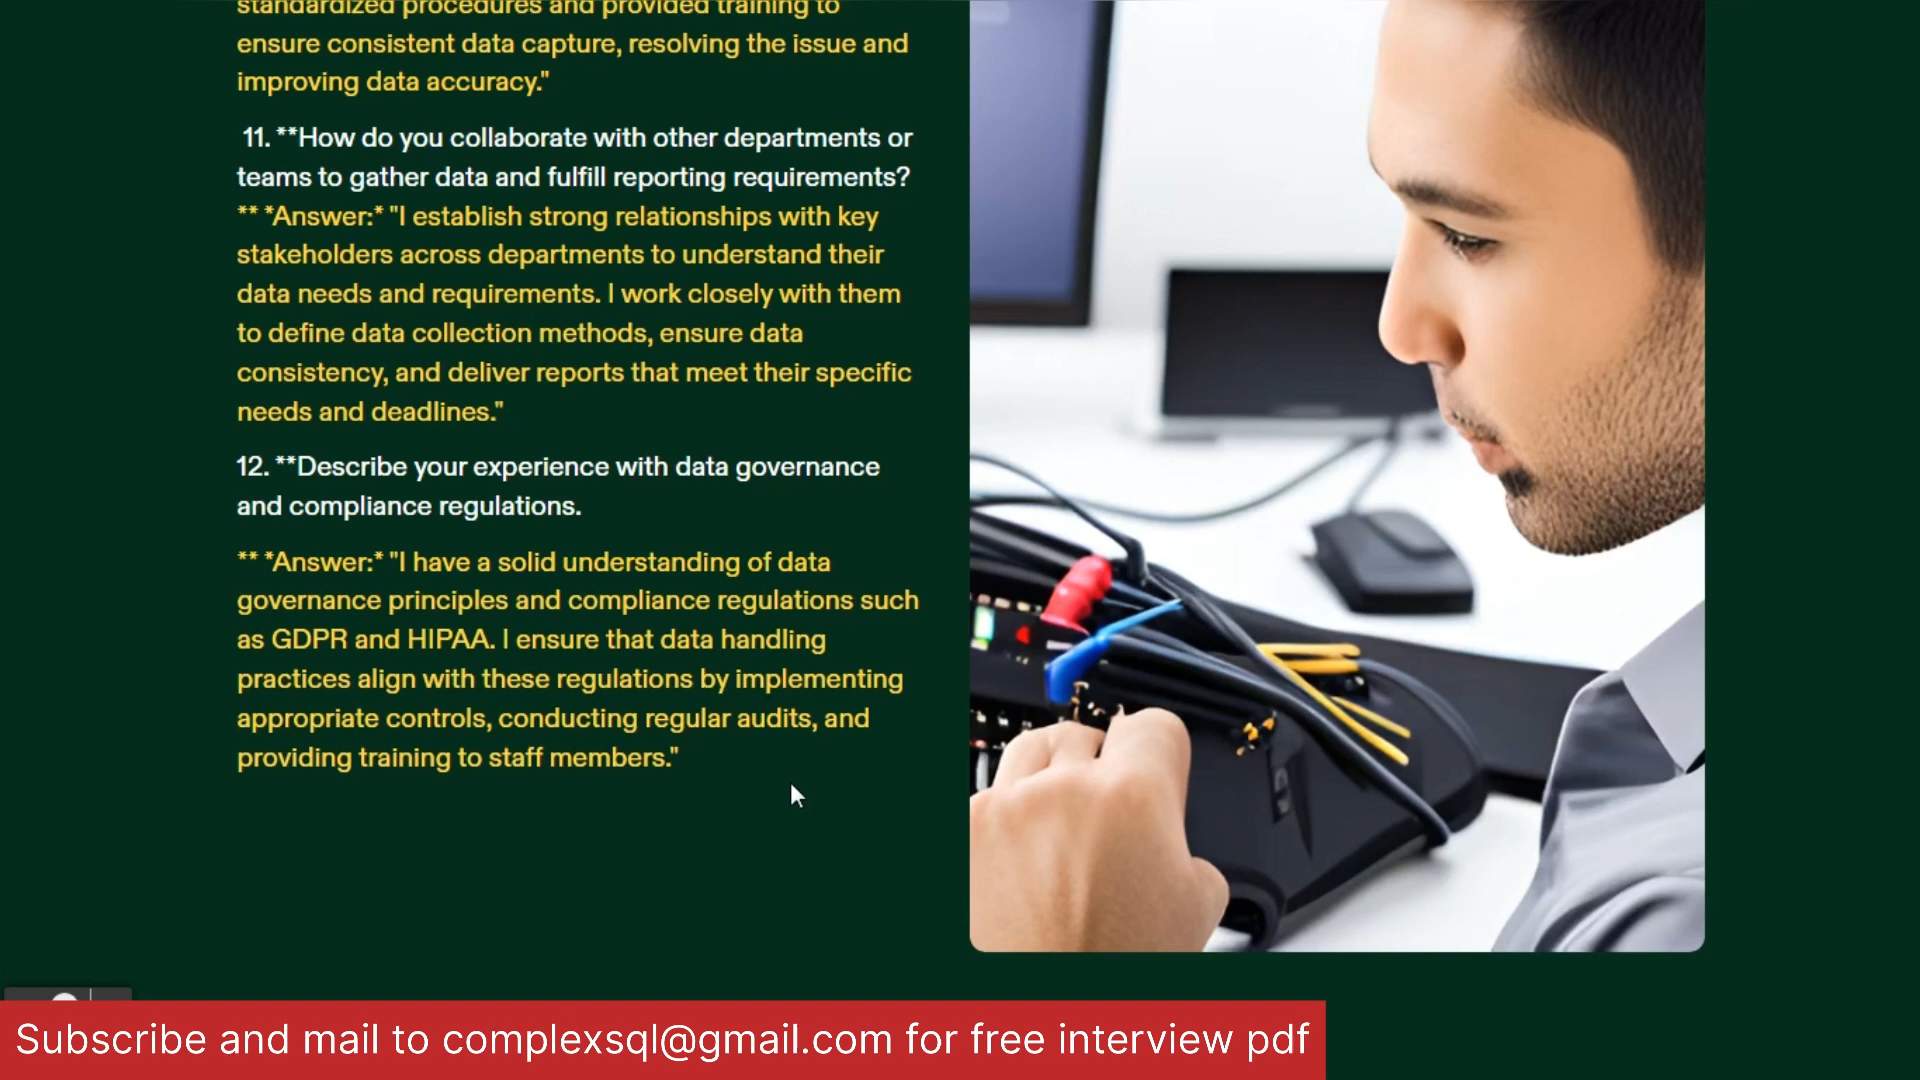 standardized procedures and provided training to
ensure consistent data capture, resolving the issue and
improving data accuracy."
11. **How do you collaborate with other departments or
teams to gather data and fulfill reporting requirements?
** *Answer:* "I establish strong relationships with key
stakeholders across departments to understand their
data needs and requirements. I work closely with them
to define data collection methods, ensure data
consistency, and deliver reports that meet their specific
needs and deadlines."
12. **Describe your experience with data governance
and compliance regulations.
** *Answer:* "I have a solid understanding of data
governance principles and compliance regulations such
as GDPR and HIPAA. I ensure that data handling
practices align with these regulations by implementing
appropriate controls, conducting regular audits, and
providing training to staff members."
Subscribe and mail to complexsql@gmail.com for free interview pdf